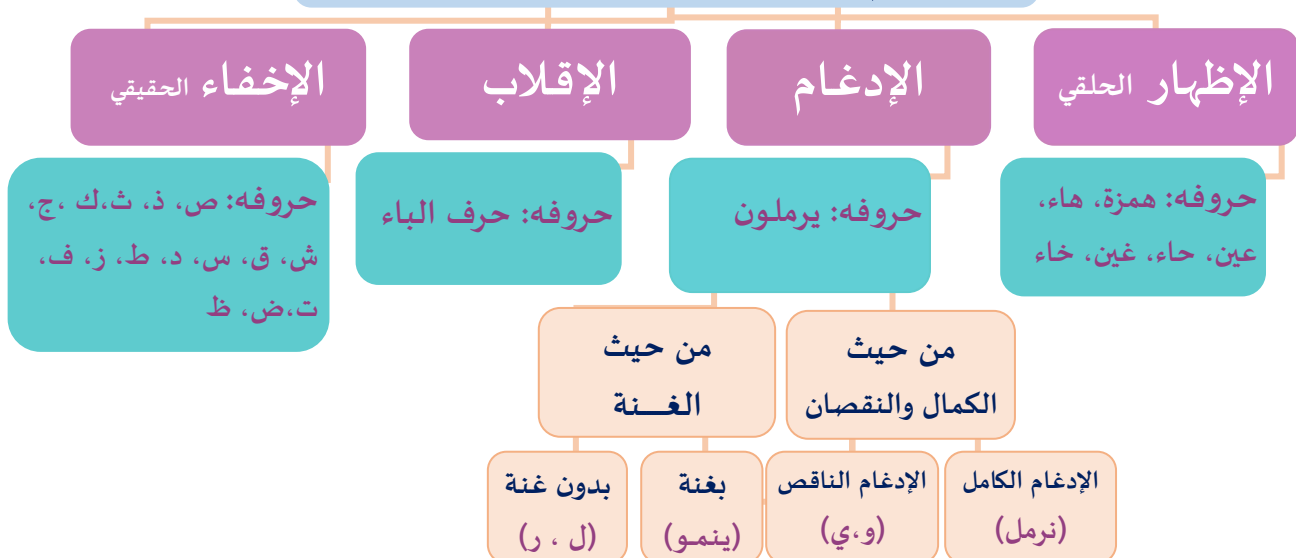 الإظهار الحلقي
الإدغام
الإقلاب
الإخفاء الحقيقي
حروفه: همزة، هاء،
عين، حاء، غين، خاء
حروفه: يرملون
حروفه: حرف الباء
حروفه: ص، ذ، ث،ك ،ج،
ش، ق، س، د، ط، ز، ف،
ت،ض، ظ
من حيث
الكمال والنقصان
من حيث
الغـــنة
الإدغام الكامل
(نرمل)
الإدغام الناقص
(و،ي)
بغنة
(ينمـو)
بدون غنة
(ل ، ر)